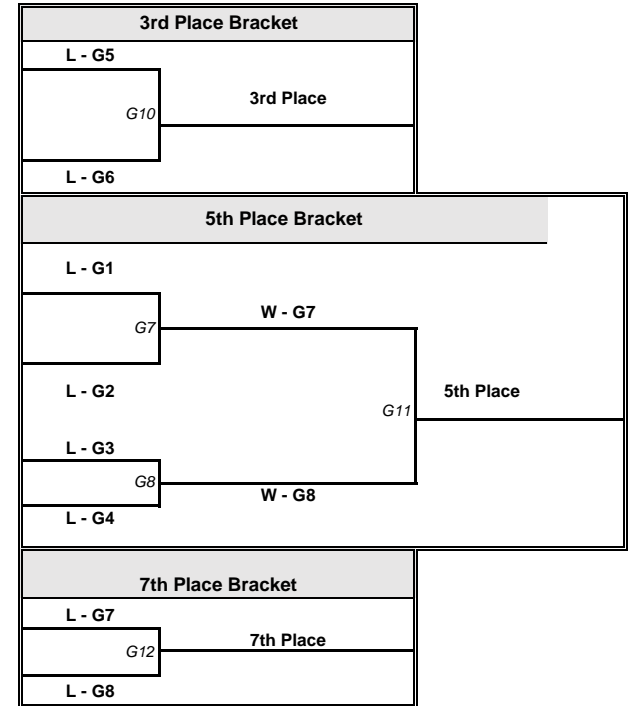 3rd Place Bracket
L - G5
3rd Place
G10
L - G6
5th Place Bracket
L - G1
W - G7
G7
L - G2
5th Place
G11
L - G3
G8
W - G8
L - G4
7th Place Bracket
L - G7
7th Place
G12
L - G8